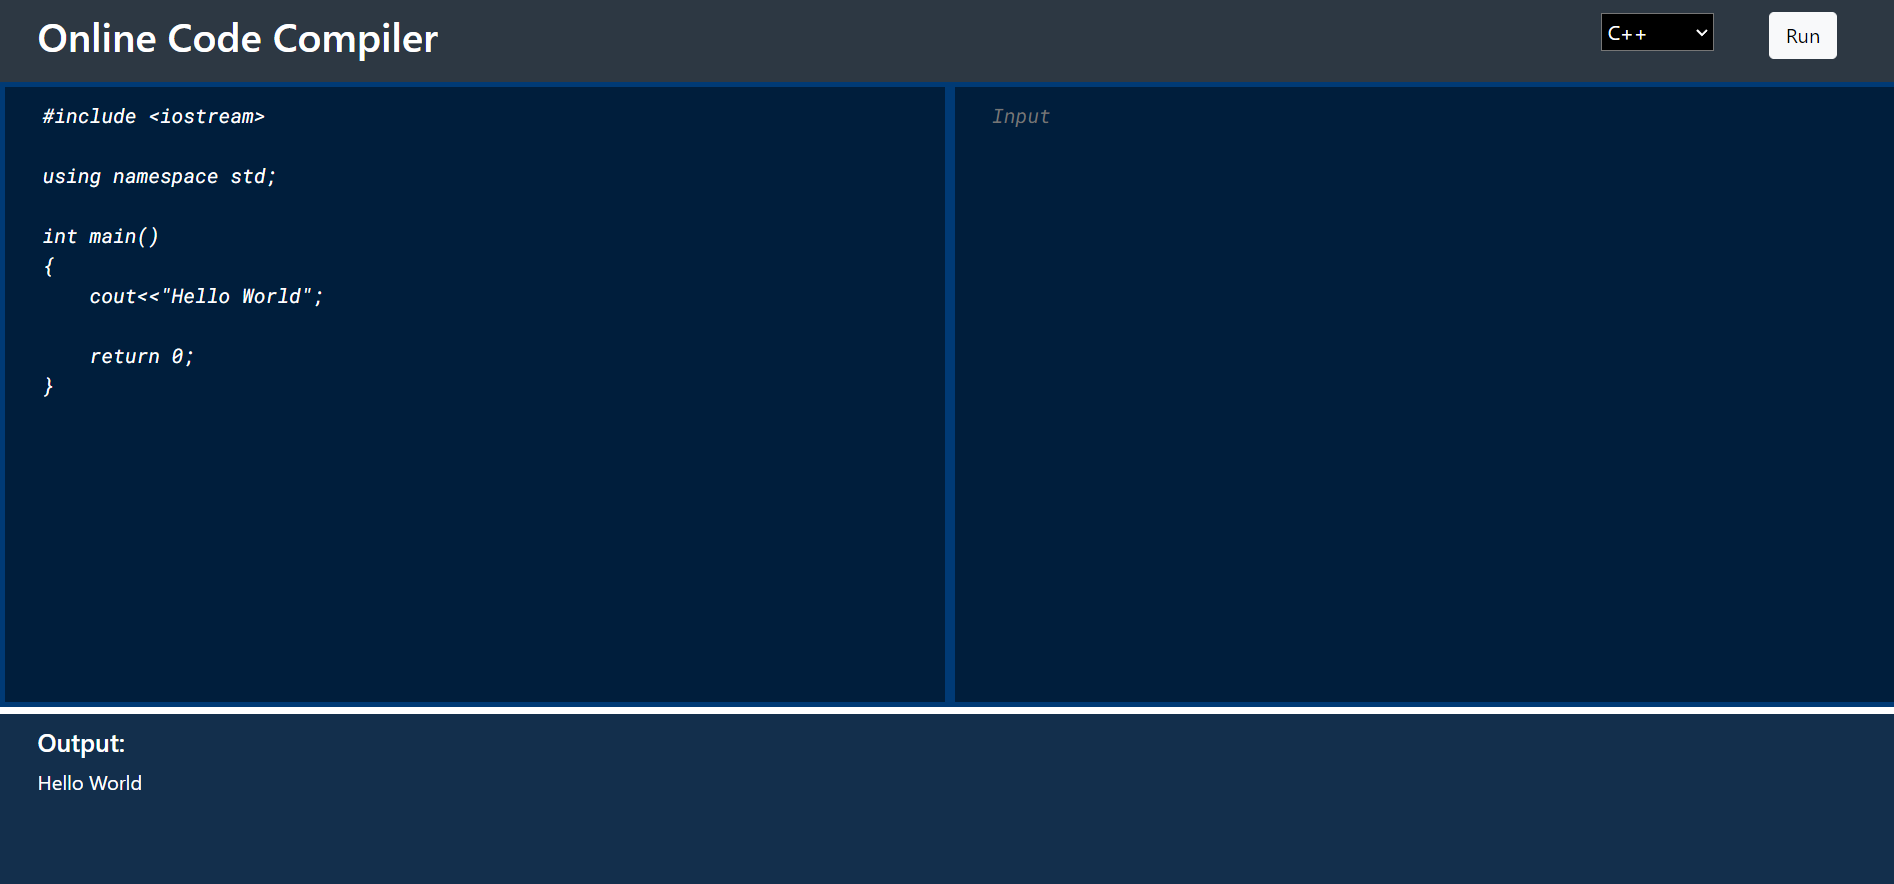 Online Code Compiler
C++
Run
#include <iostream>
using namespace std;
int main()
{
    cout<<"Hello World";
    return 0;
}
Input
Output:
Hello World